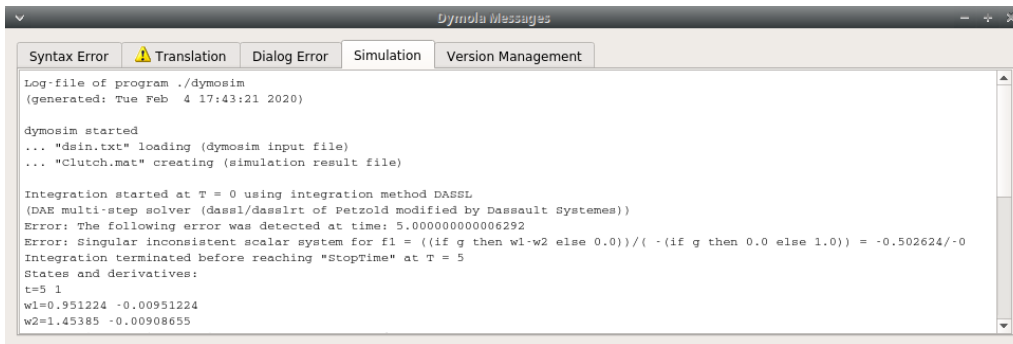 Dymola Messages
Syntax Error Translation Dialog Error Simulation Version Management
Log-file of program ./dymosim
(generated: Tue Feb  4 17:43:21 2020)
dymosim started
... "dsin.txt" loading (dymosim input file)
... "Clutch.mat" creating (simulation result file)
Integration started at T = 0 using integration method DASSL
(DAE multi-step solver (dassl/dasslrt of Petzold modified by Dassault Systemes))
Error: The following error was detected at time: 5.000000000006292
Error: Singular inconsistent scalar system for f1 = ((if g then w1-w2 else 0.0))/( -(if g then 0.0 else 1.0)) = -0.502624/-0
Integration terminated before reaching "StopTime" at T = 5
States and derivatives:
t=5 1
w1=0.951224 -0.00951224
w2=1.45385 -0.00908655